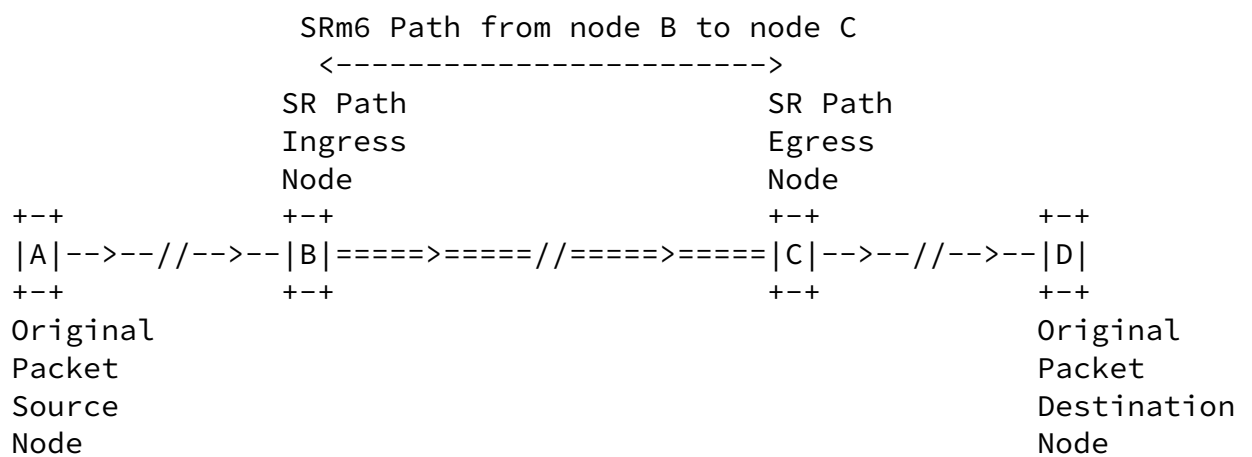 SRm6 Path from node B to node C
<------------------------>
SR Path SR Path
Ingress Egress
Node Node
+-+ +-+ +-+ +-+
|A|-->--//-->--|B|=====>=====//=====>=====|C|-->--//-->--|D|
+-+ +-+ +-+ +-+
Original Original
Packet Packet
Source Destination
Node Node